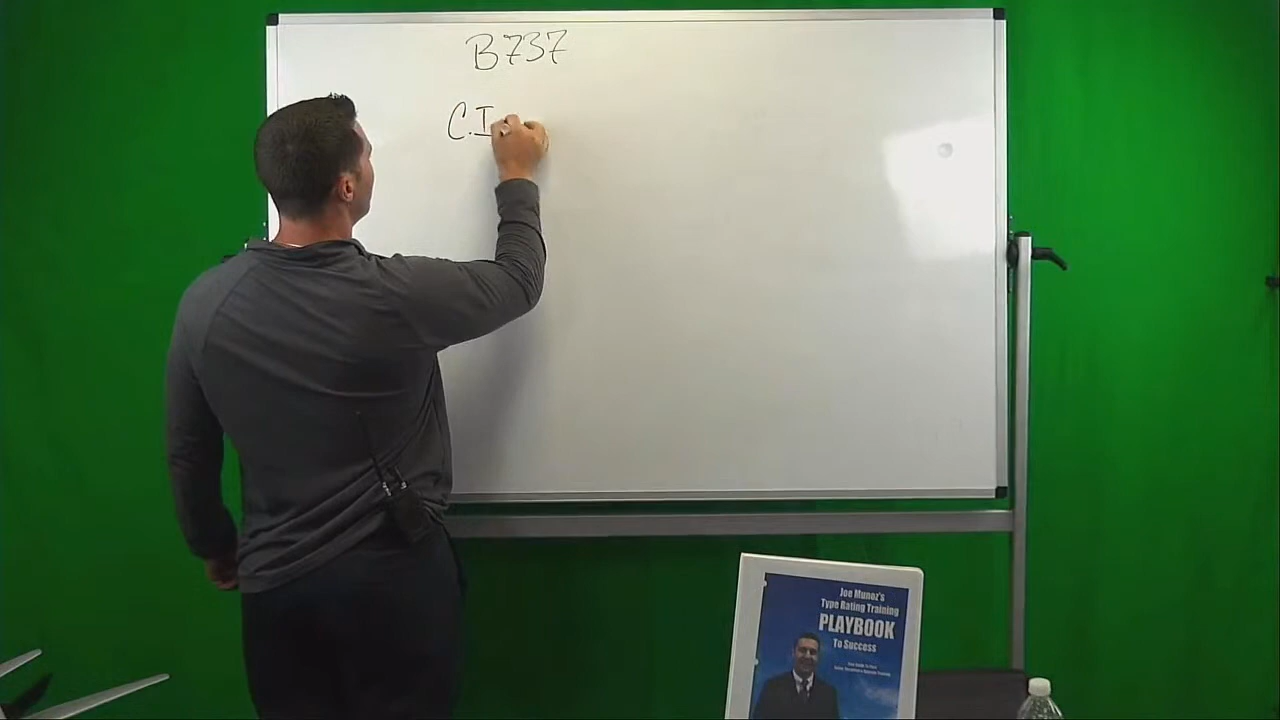 B737
C.I
Joe Munoz's
Type Rating Training
PLAYBOOK
To Success